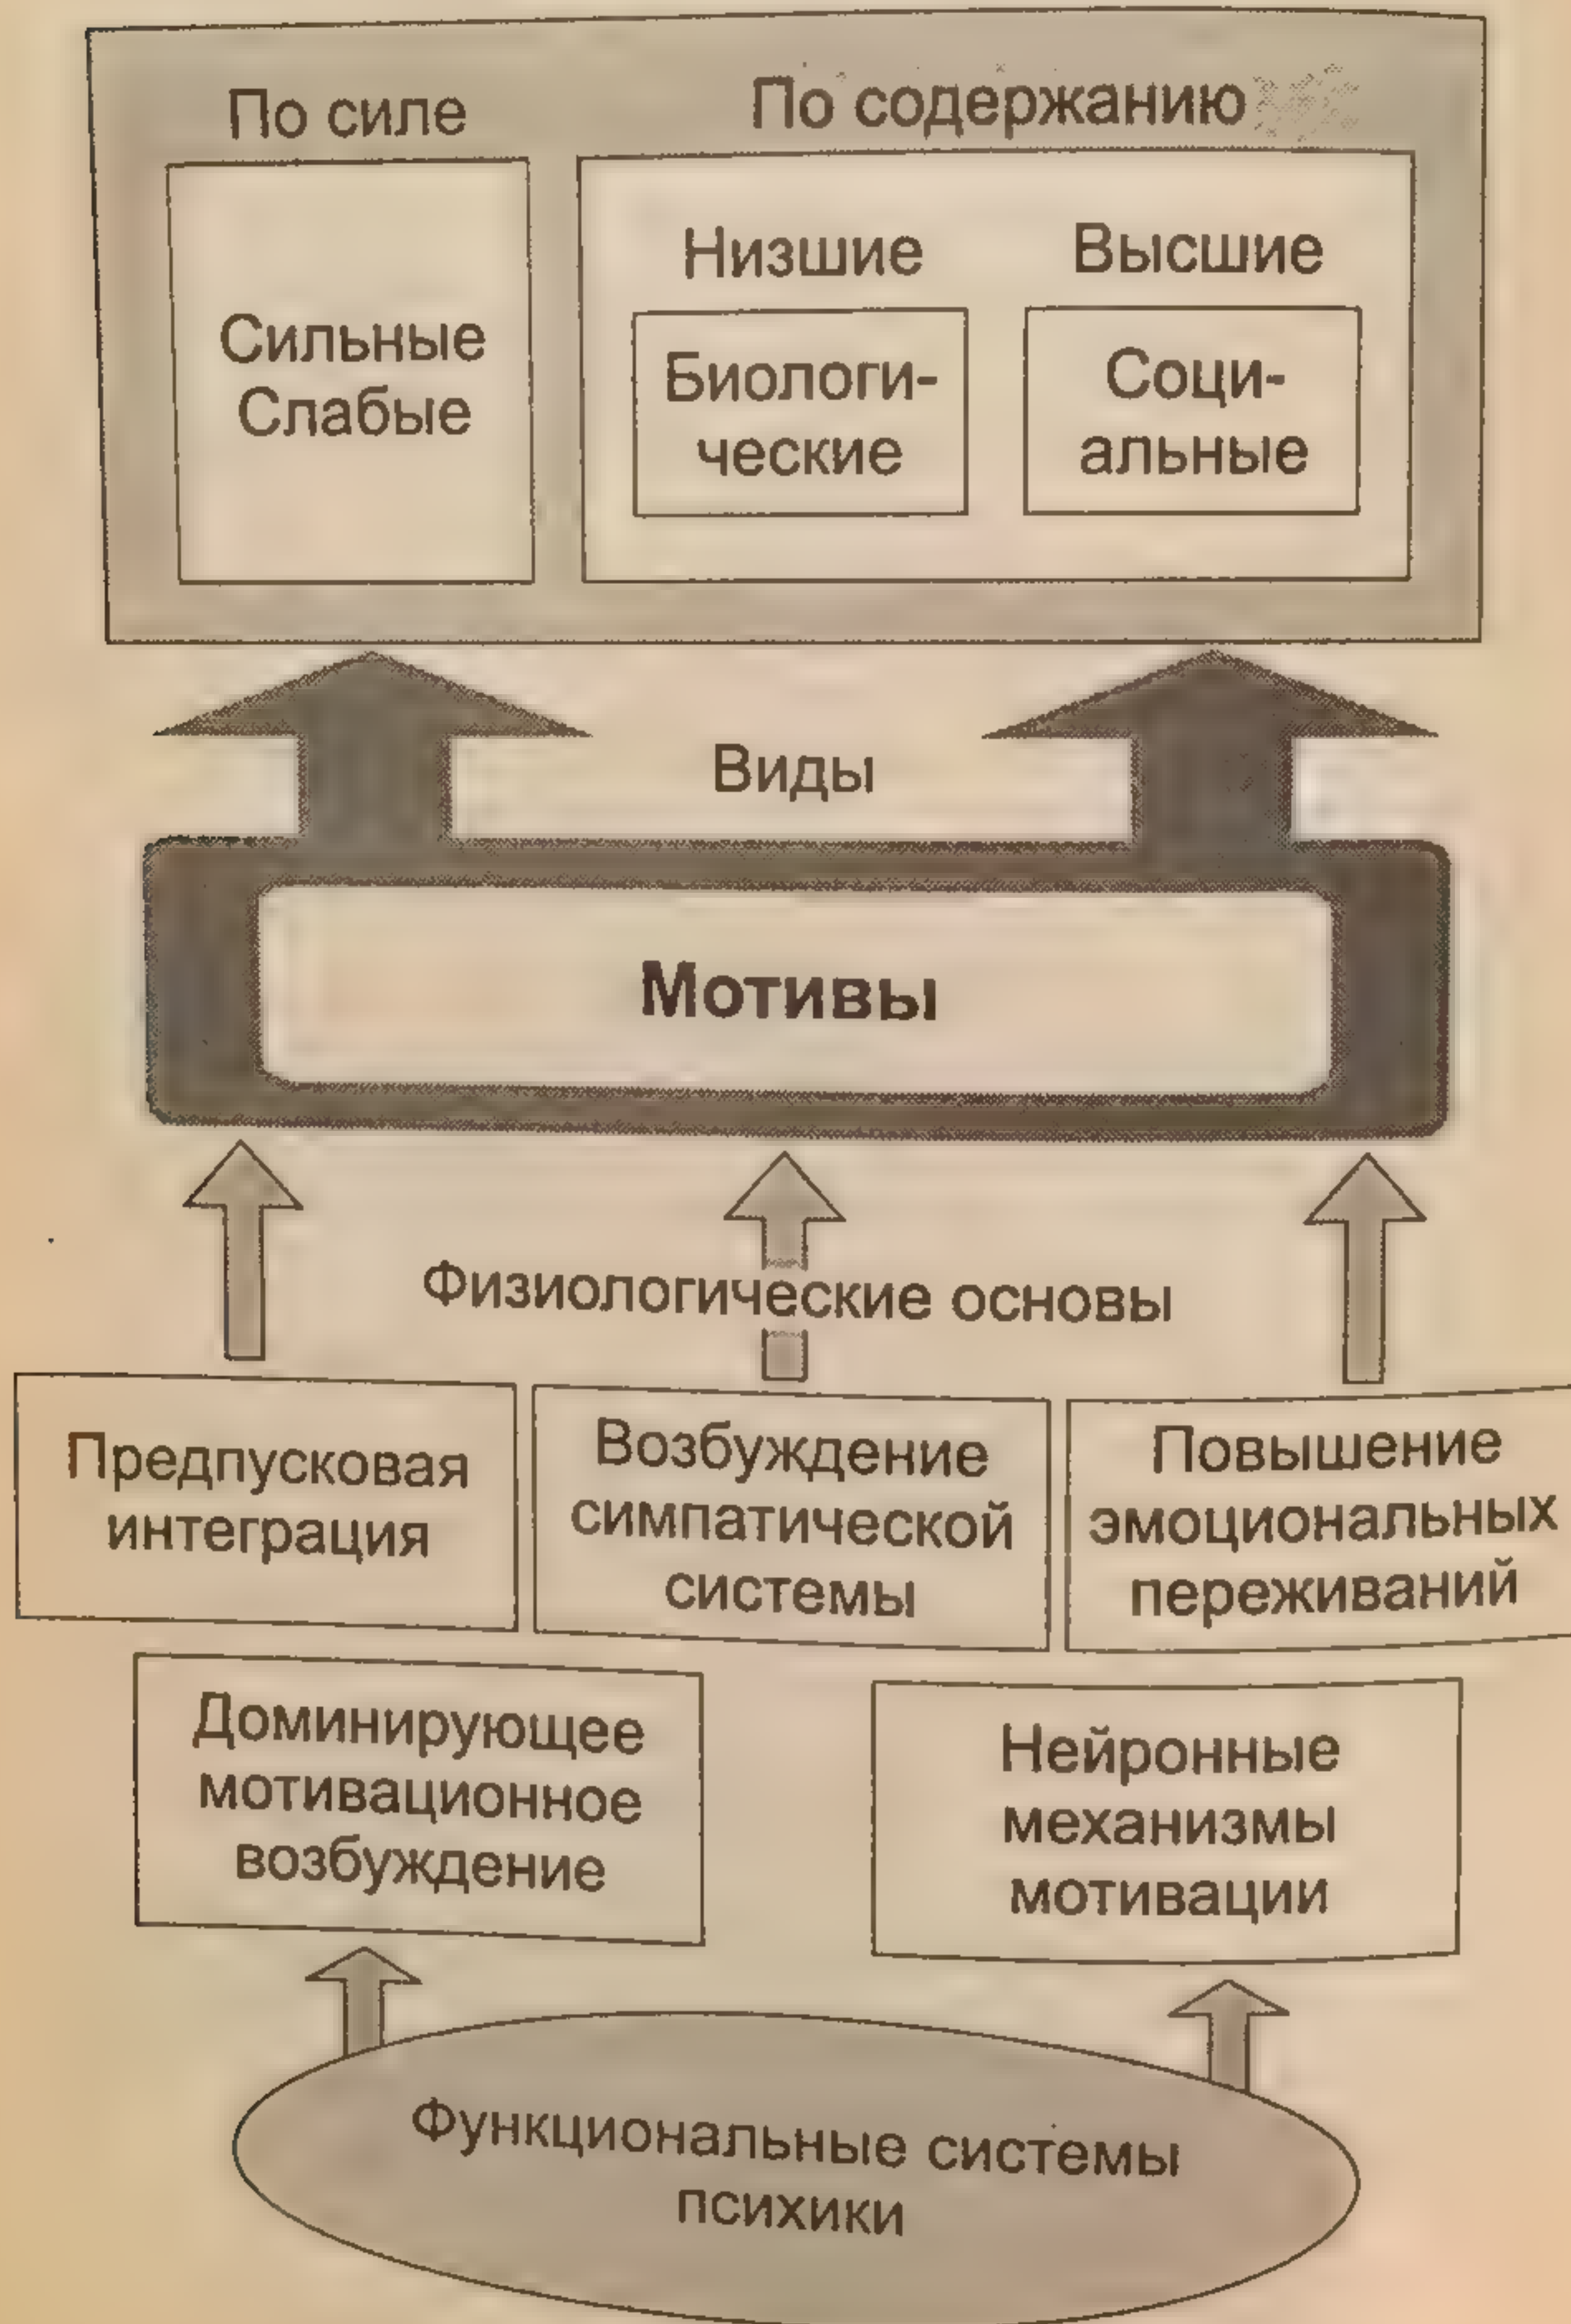 По силе
По содержанию
Сильные
Слабые
Низшие
Высшие
Биологи-
ческие
Соци-
альные
Виды
Мотивы
Физиологические основы
Предпусковая
интеграция
Возбуждение
симпатической
системы
Повышение
эмоциональных
переживаний
Доминирующее
мотивационное
возбуждение
Нейронные
механизмы
мотивации
Функциональные системы
психики